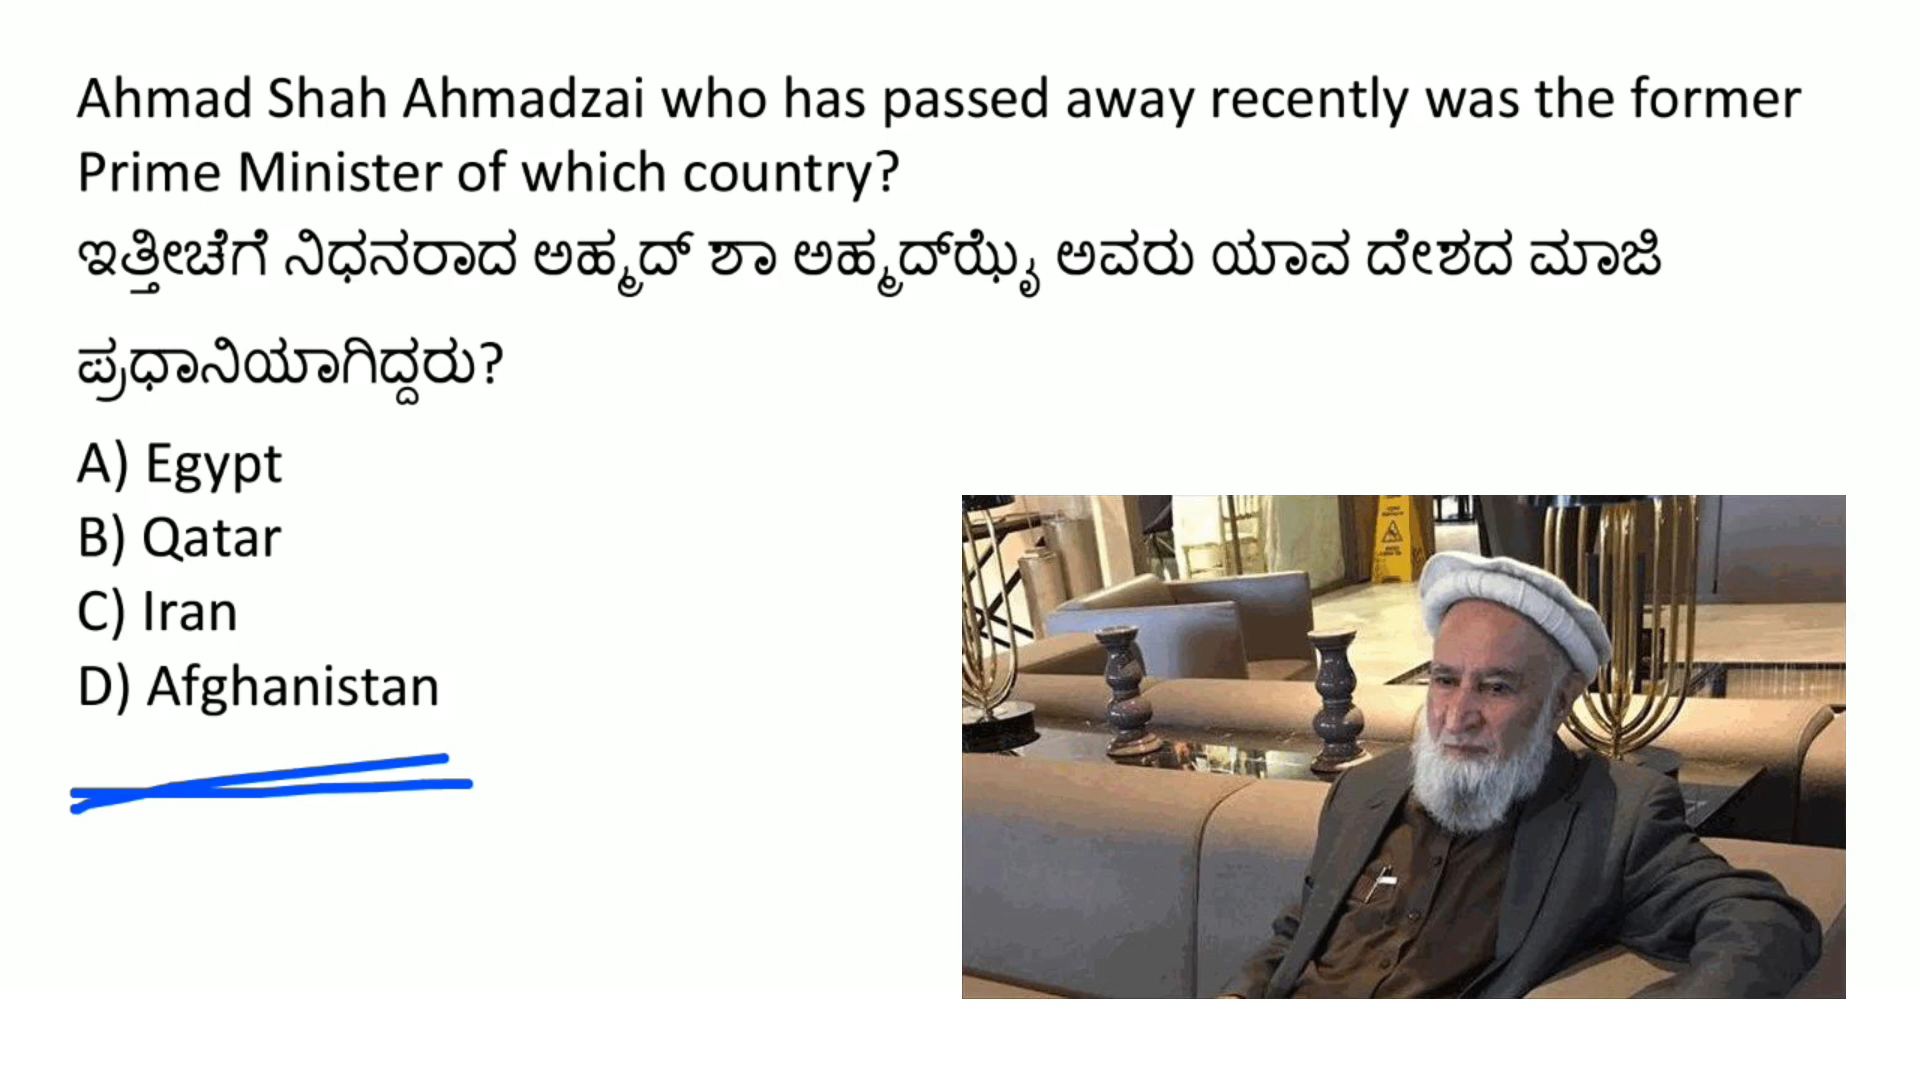 Ahmad Shah Ahmadzai who has passed away recently was the former
Prime Minister of which country?
ಇತ್ತೀಚೆಗೆ ನಿಧನರಾದ ಅಹ್ಮದ್ ಶಾ ಅಹ್ಮದ್‌ಝೈ ಅವರು ಯಾವ ದೇಶದ ಮಾಜಿ
ಪ್ರಧಾನಿಯಾಗಿದ್ದರು?
A) Egypt
B) Qatar
C) Iran
D) Afghanistan